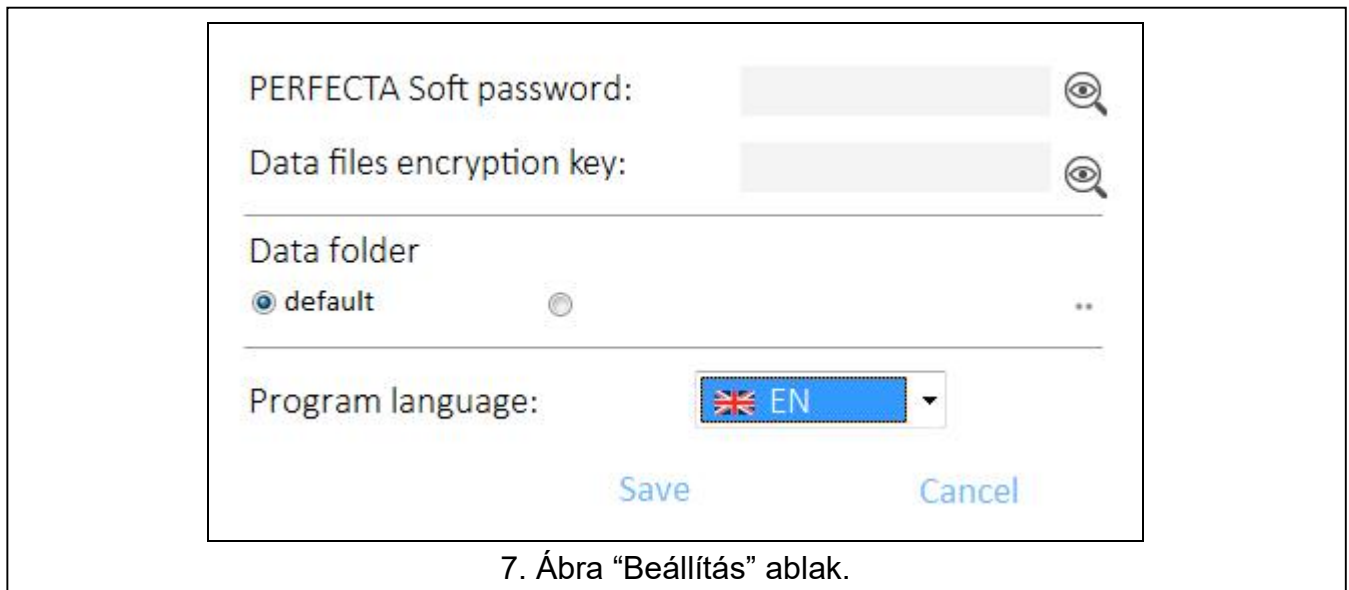 PERFECTA Soft password:
Data files encryption key:
Data folder
default
..
Program language:
EN
Save Cancel
7. Ábra “Beállítás” ablak.